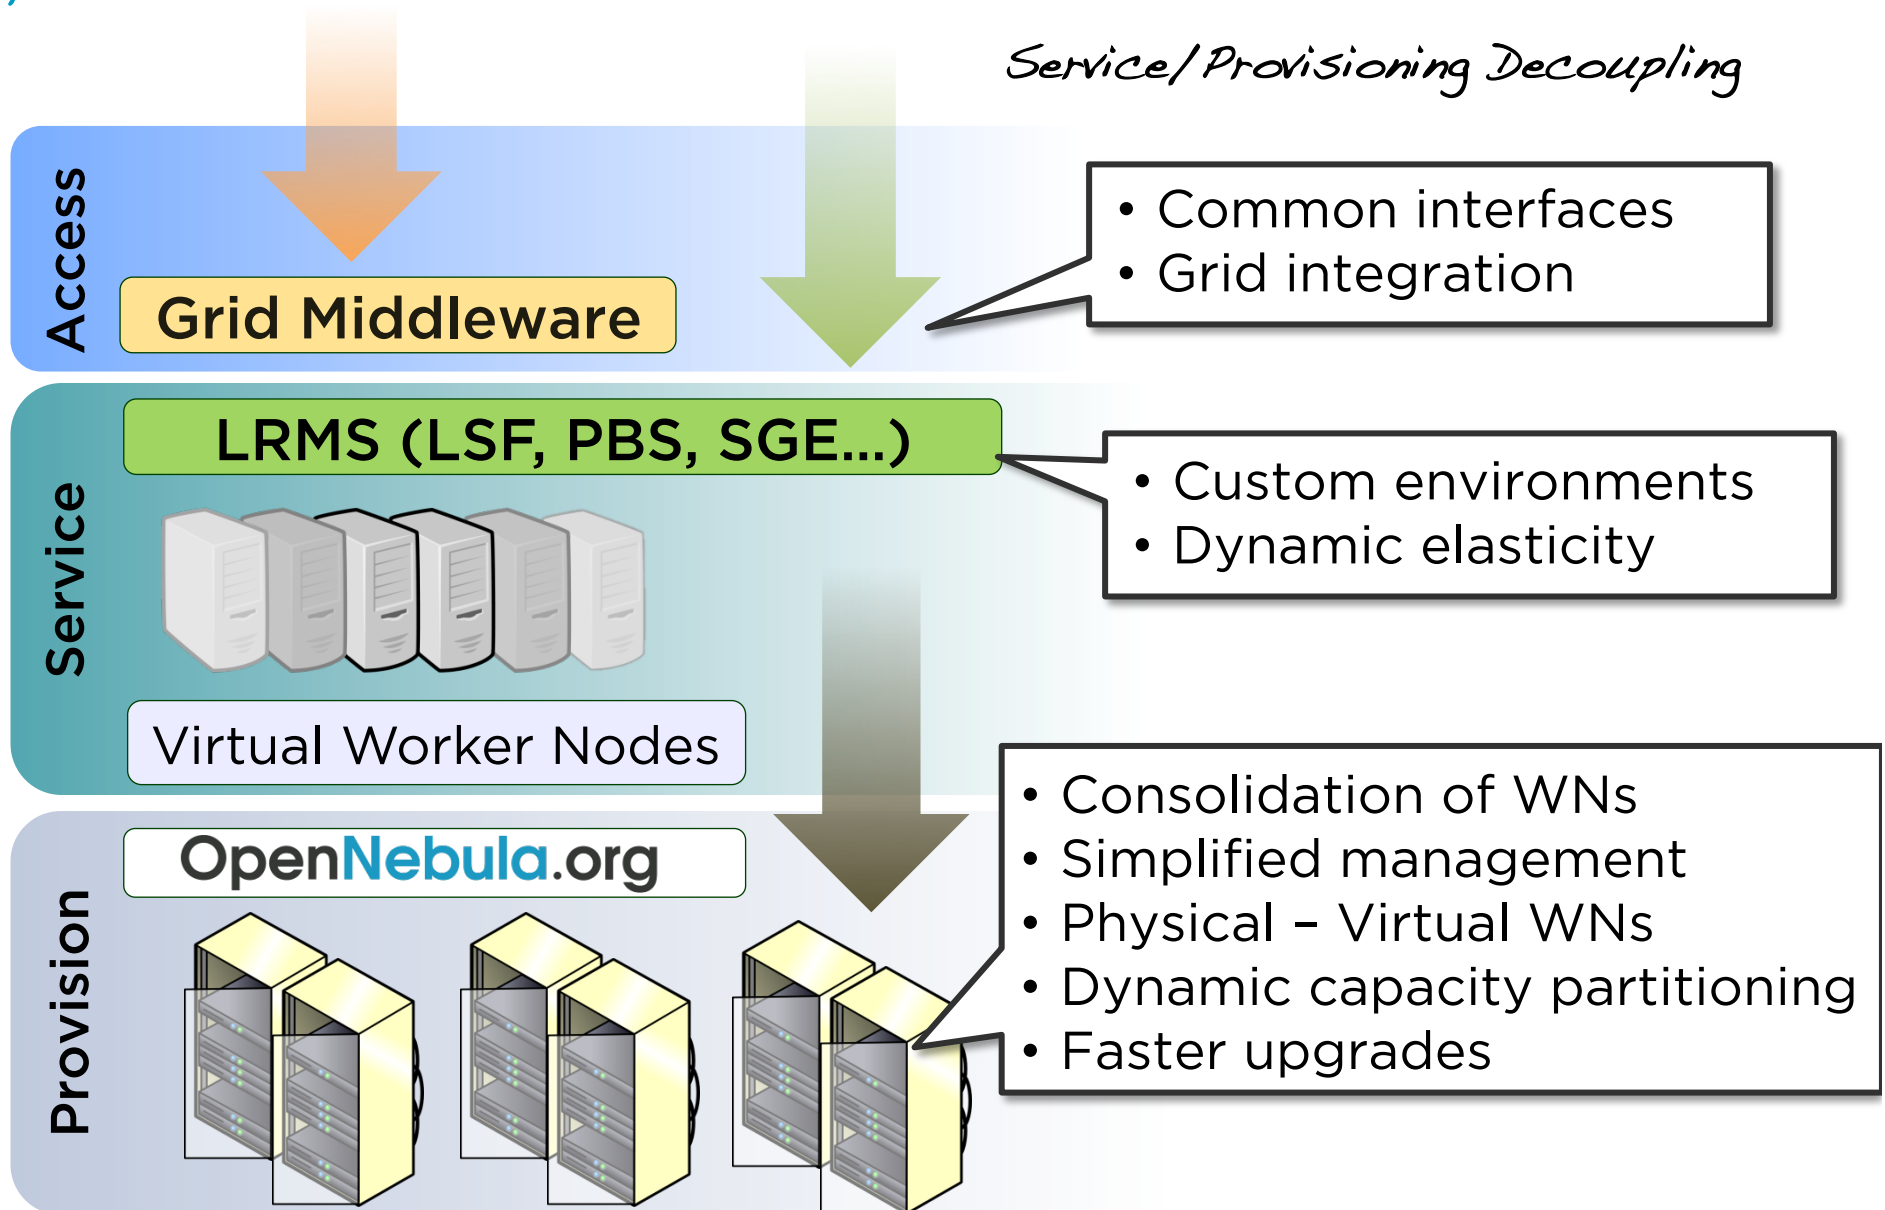 Service/Provisioning Decoupling
Access
• Common interfaces
• Grid integration
Grid Middleware
Service
LRMS (LSF, PBS, SGE...)
• Custom environments
• Dynamic elasticity
Virtual Worker Nodes
Provision
OpenNebula.org
• Consolidation of WNs
• Simplified management
• Physical – Virtual WNs
• Dynamic capacity partitioning
• Faster upgrades